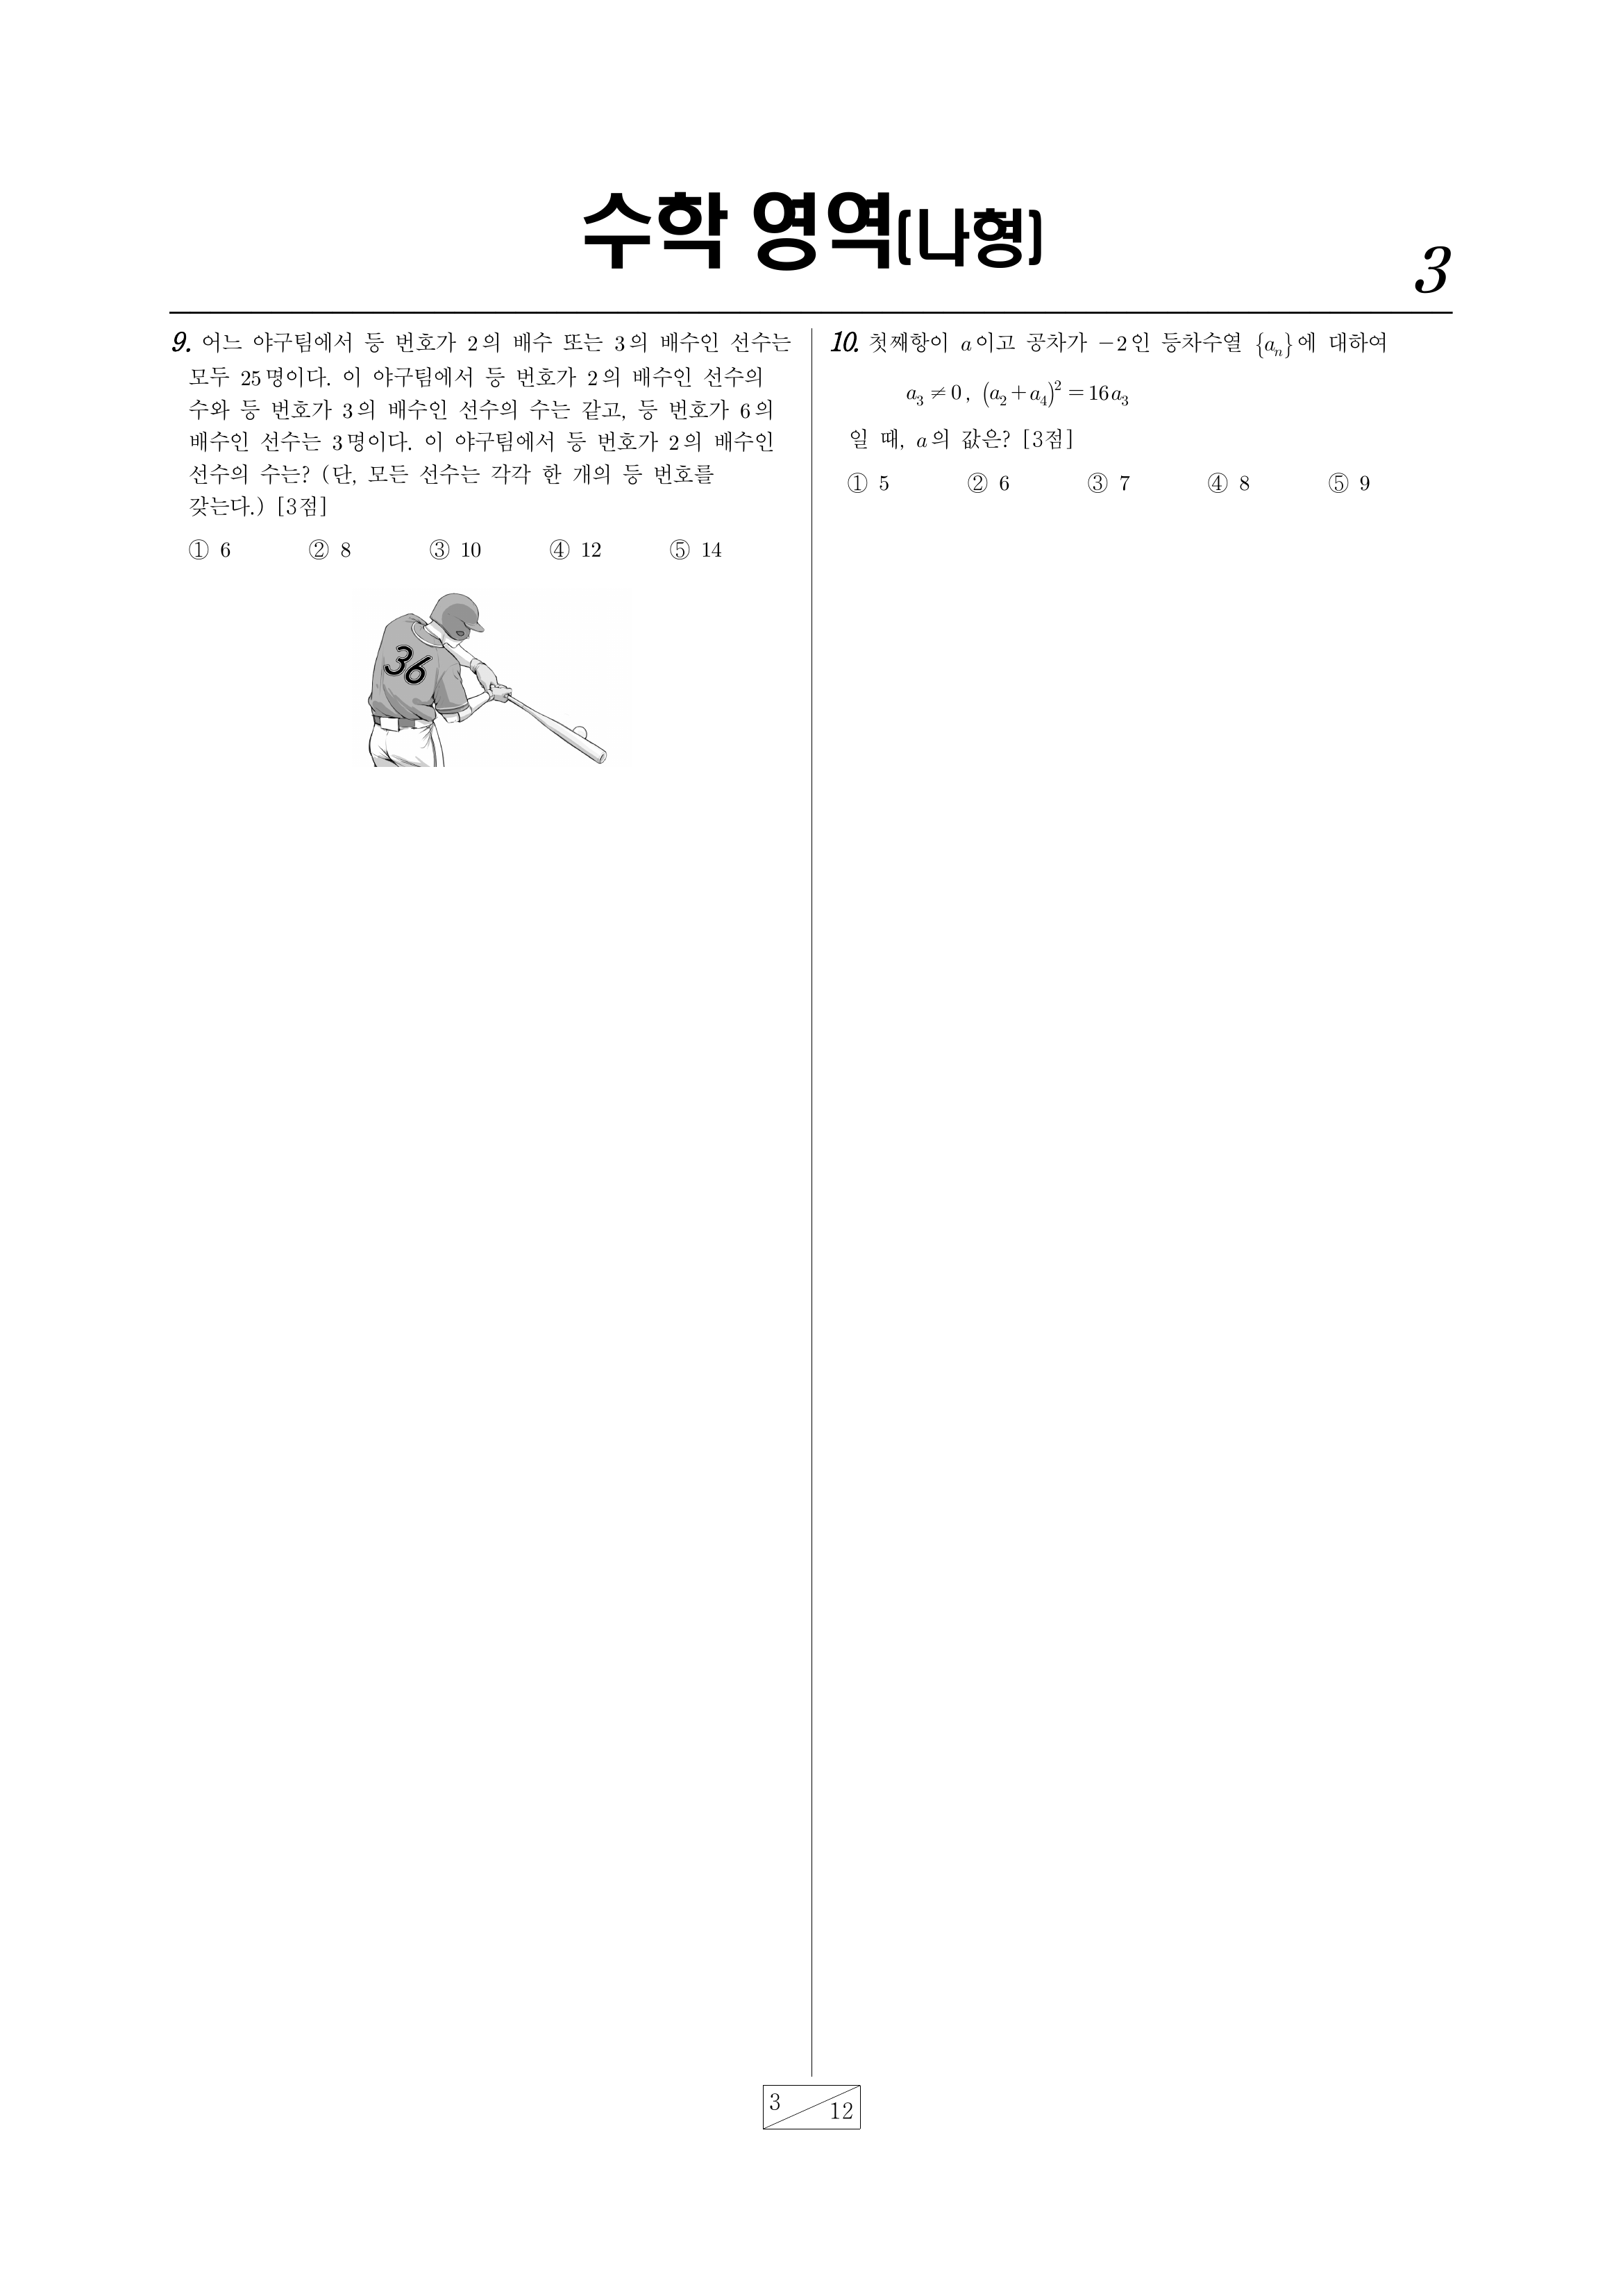 수학 영역(나형)
3
9. 어느 야구팀에서 등 번호가 2의 배수 또는 3의 배수인 선수는
모두 25명이다. 이 야구팀에서 등 번호가 2의 배수인 선수의
수와 등 번호가 3의 배수인 선수의 수는 같고, 등 번호가 6의
배수인 선수는 3명이다. 이 야구팀에서 등 번호가 2의 배수인
선수의 수는? (단, 모든 선수는 각각 한 개의 등 번호를
갖는다.) [3점]
① 6 ② 8 ③ 10 ④ 12 ⑤ 14
36
10. 첫째항이 a이고 공차가 −2인 등차수열 {aₙ}에 대하여
a₃ ≠ 0, (a₂+a₄)² = 16a₃
일 때, a의 값은? [3점]
① 5 ② 6 ③ 7 ④ 8 ⑤ 9
3
12